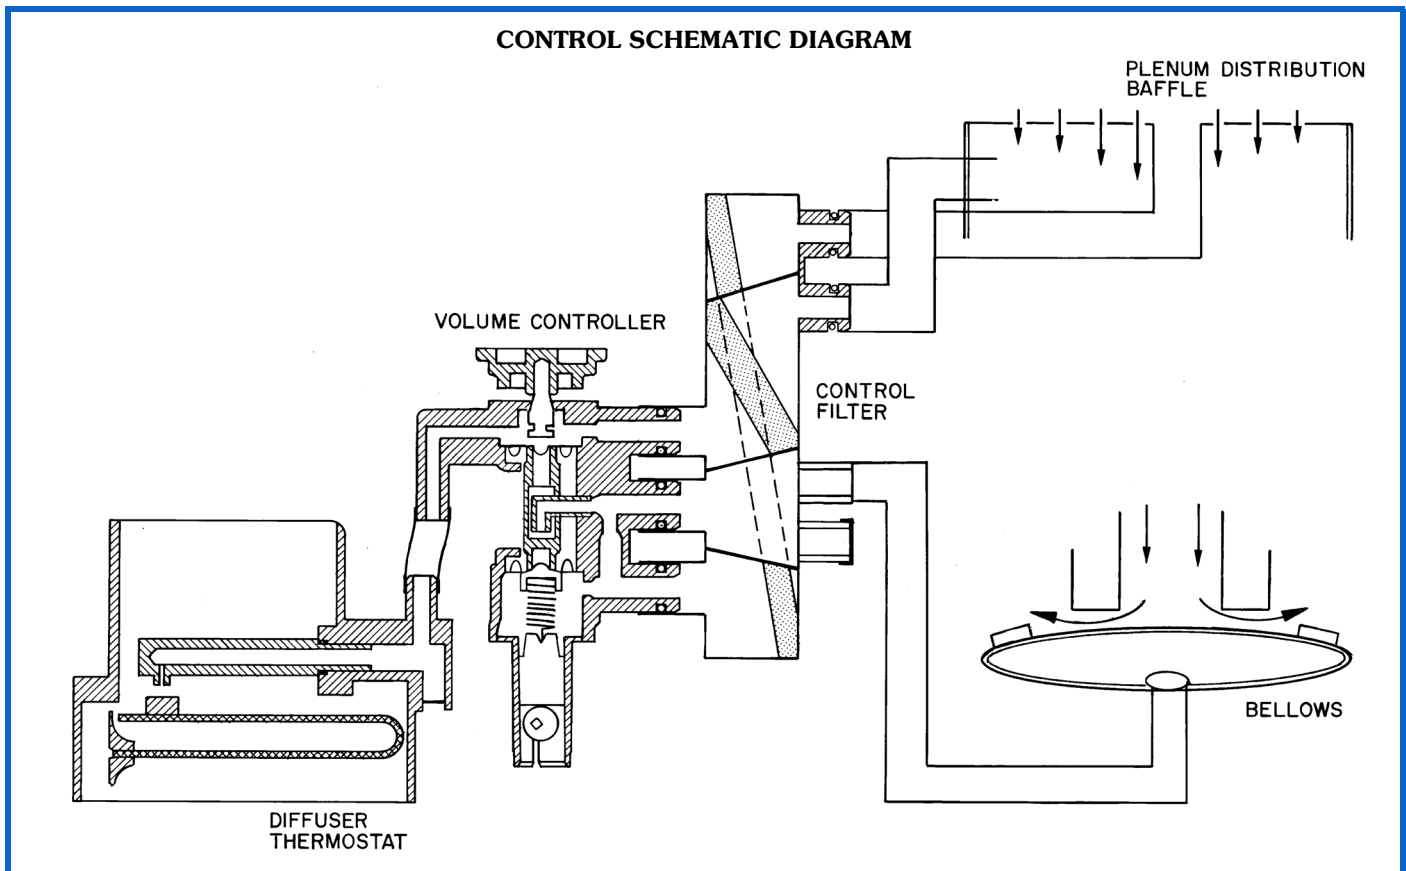 CONTROL SCHEMATIC DIAGRAM
PLENUM DISTRIBUTION
BAFFLE
VOLUME CONTROLLER
CONTROL
FILTER
BELLOWS
DIFFUSER
THERMOSTAT